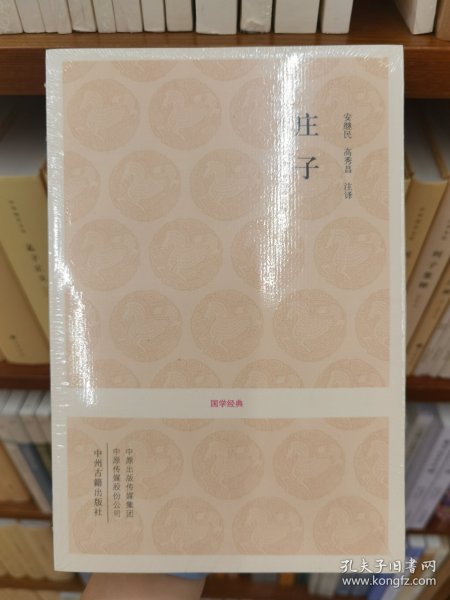 庄子
安继民 高秀昌 注译
国学经典
中原出版传媒集团
中原传媒股份公司
中州古籍出版社
孔夫子旧书网
www.kongfz.com